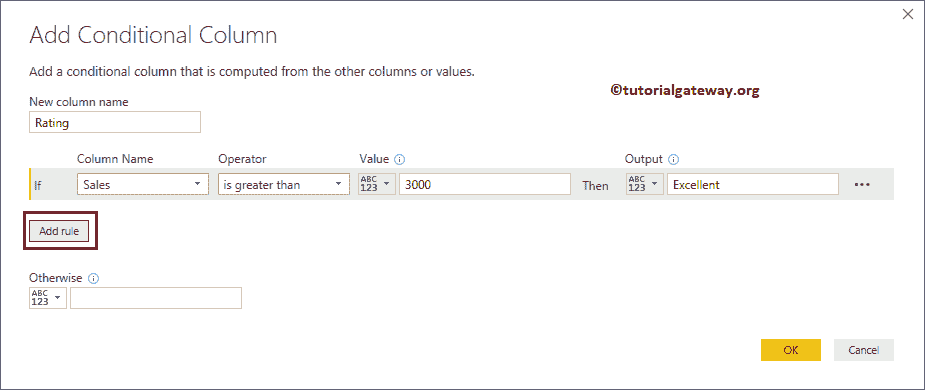 Add Conditional Column
Add a conditional column that is computed from the other columns or values.
©tutorialgateway.org
New column name
Rating
Column Name Operator Value Output
If Sales is greater than ABC 123 3000 Then ABC 123 Excellent ...
Add rule
Otherwise
ABC 123
OK Cancel